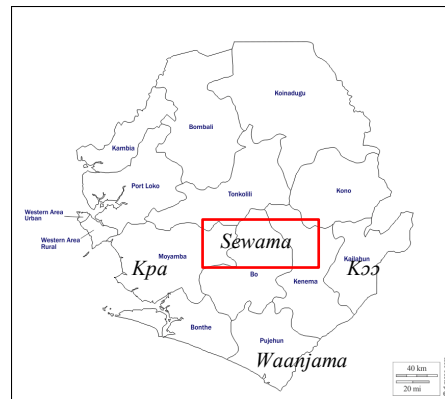 Koinadugu
Bombali
Kambia
Port Loko
Tonkolili
Kono
Western Area
Urban
Western Area
Rural
Sewama
Moyamba
Kailahun
Kpa
Kɔɔ
Bo
Kenema
Bonthe
Pujehun
Waanjama
40 km
20 mi